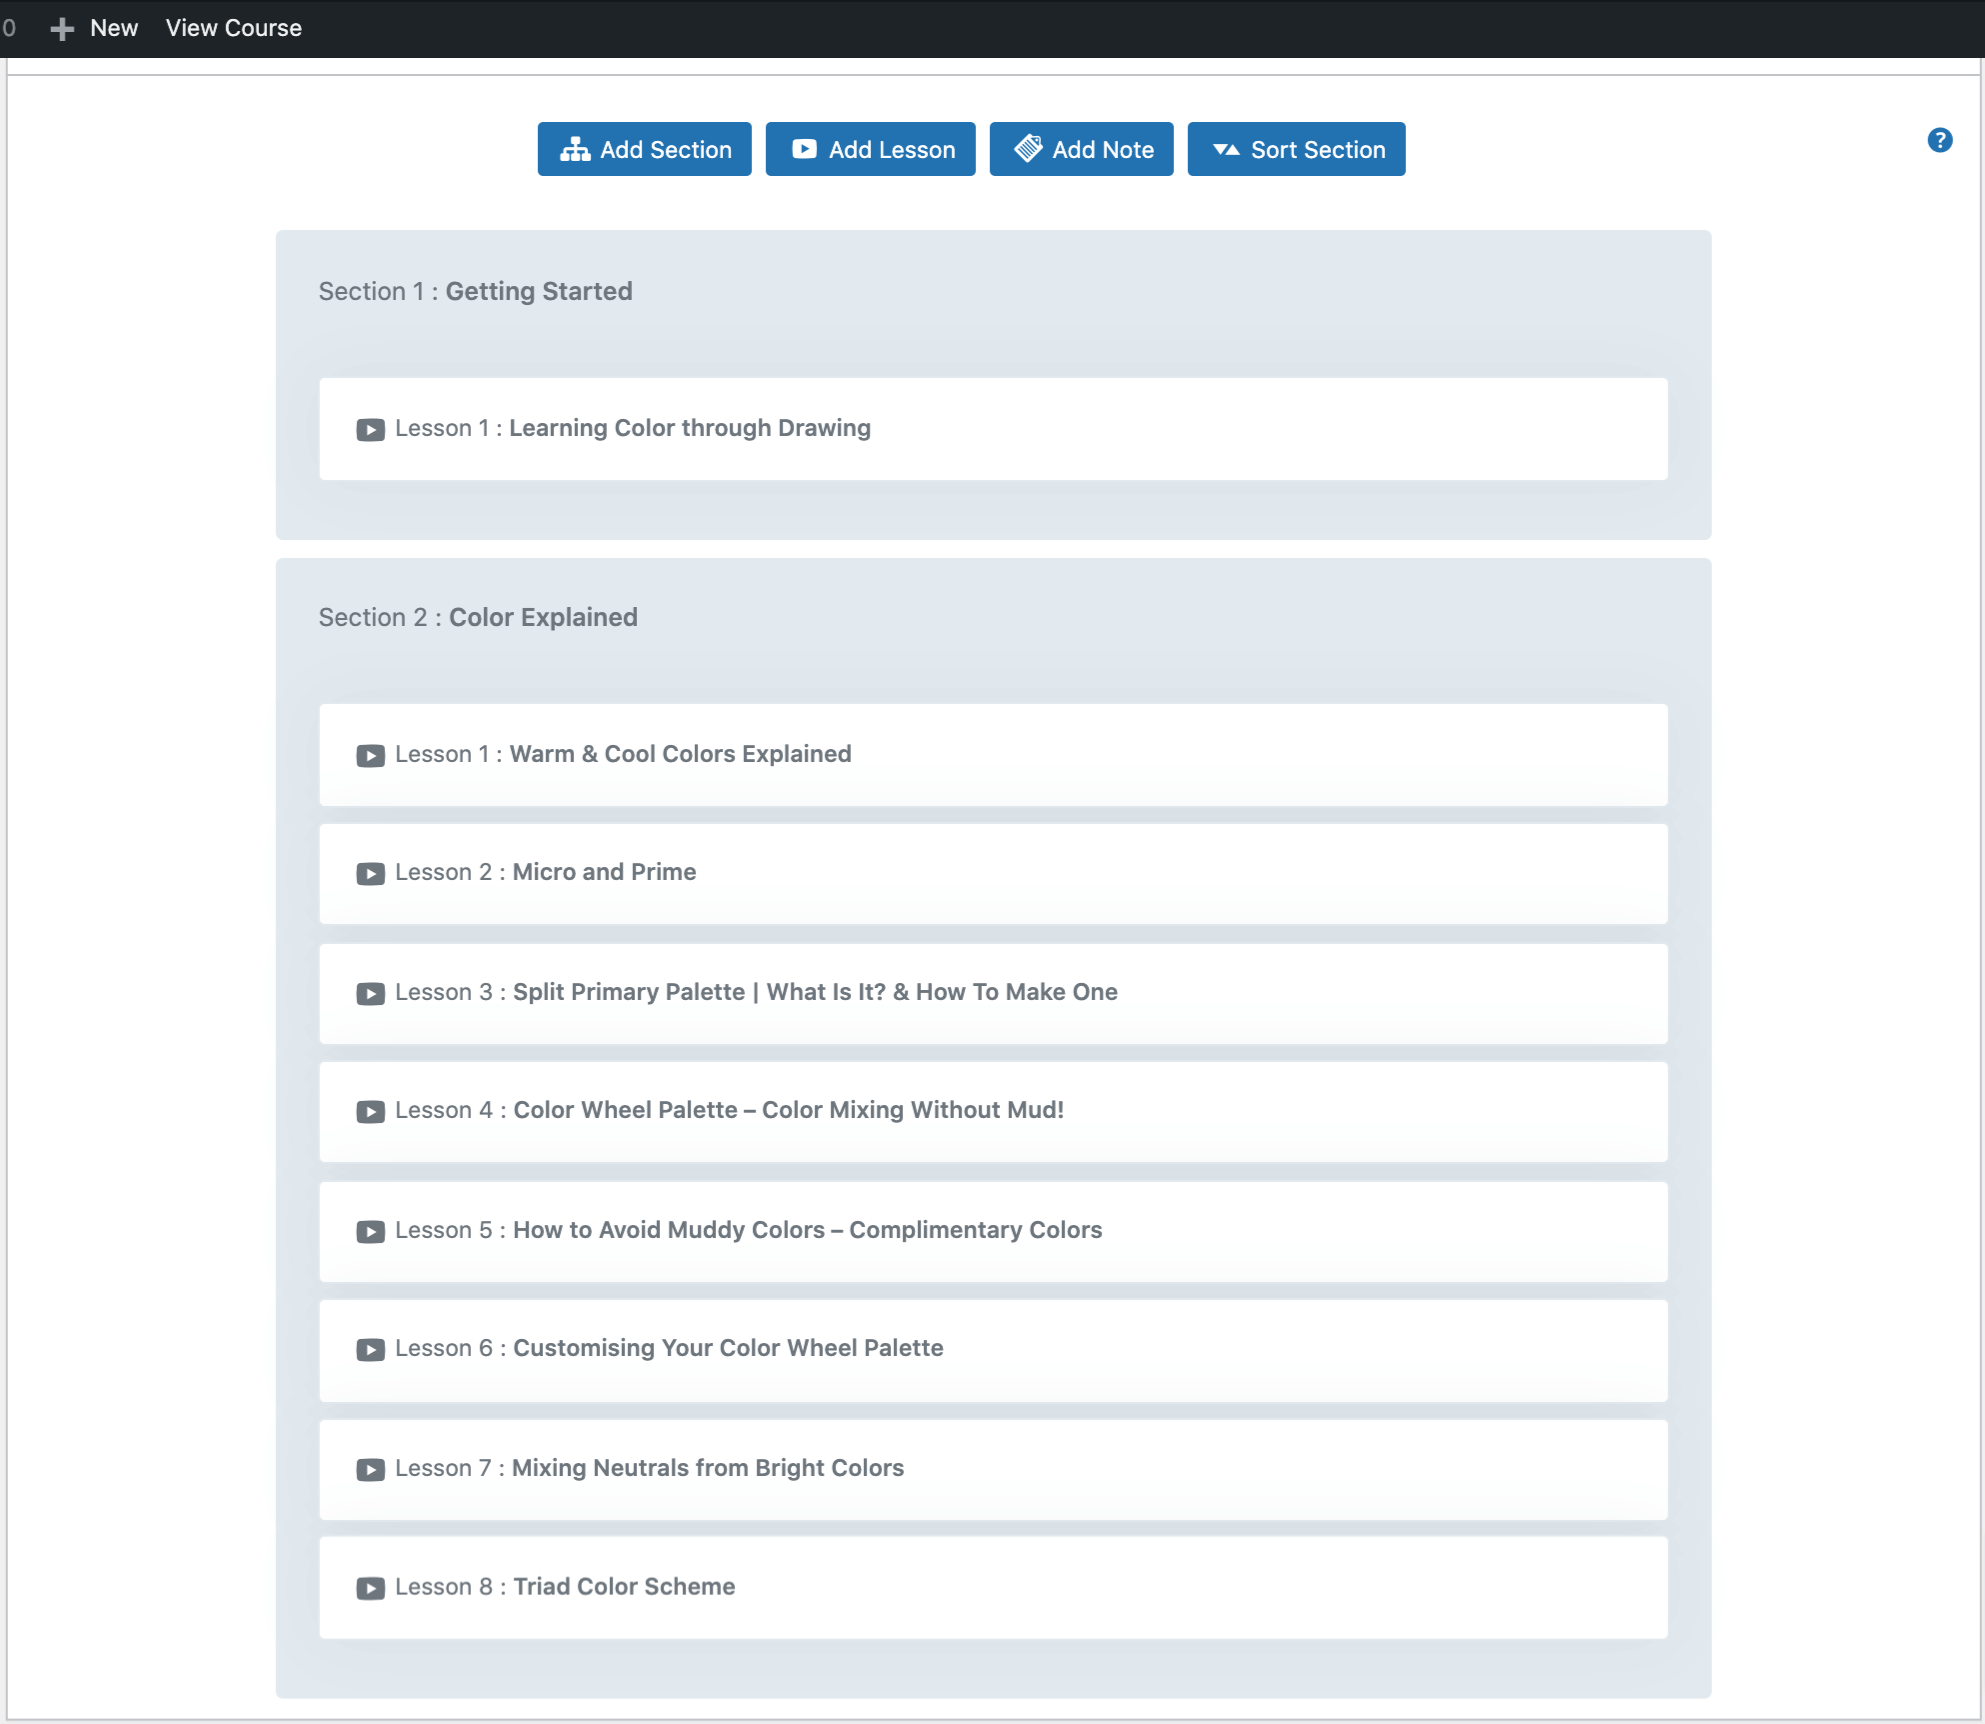 0 New View Course
Add Section Add Lesson Add Note Sort Section ?
Section 1 : Getting Started
Lesson 1 : Learning Color through Drawing
Section 2 : Color Explained
Lesson 1 : Warm & Cool Colors Explained
Lesson 2 : Micro and Prime
Lesson 3 : Split Primary Palette | What Is It? & How To Make One
Lesson 4 : Color Wheel Palette – Color Mixing Without Mud!
Lesson 5 : How to Avoid Muddy Colors – Complimentary Colors
Lesson 6 : Customising Your Color Wheel Palette
Lesson 7 : Mixing Neutrals from Bright Colors
Lesson 8 : Triad Color Scheme